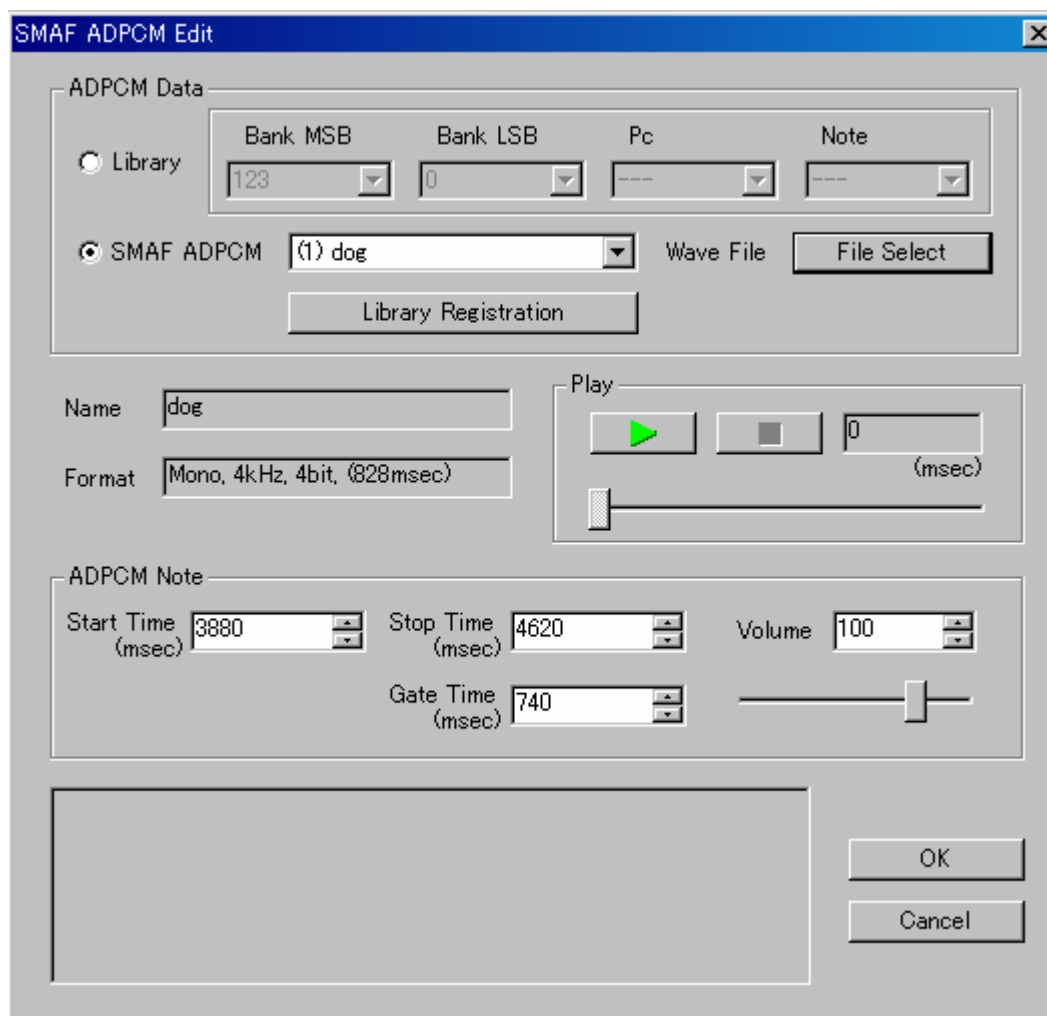 SMAF ADPCM Edit
ADPCM Data
Bank MSB Bank LSB Pc Note
Library 123 0 --- ---
SMAF ADPCM (1) dog Wave File File Select
Library Registration
Name dog
Format Mono, 4kHz, 4bit, (828msec)
Play
0
(msec)
ADPCM Note
Start Time (msec) 3880 Stop Time (msec) 4620 Volume 100
Gate Time (msec) 740
OK
Cancel